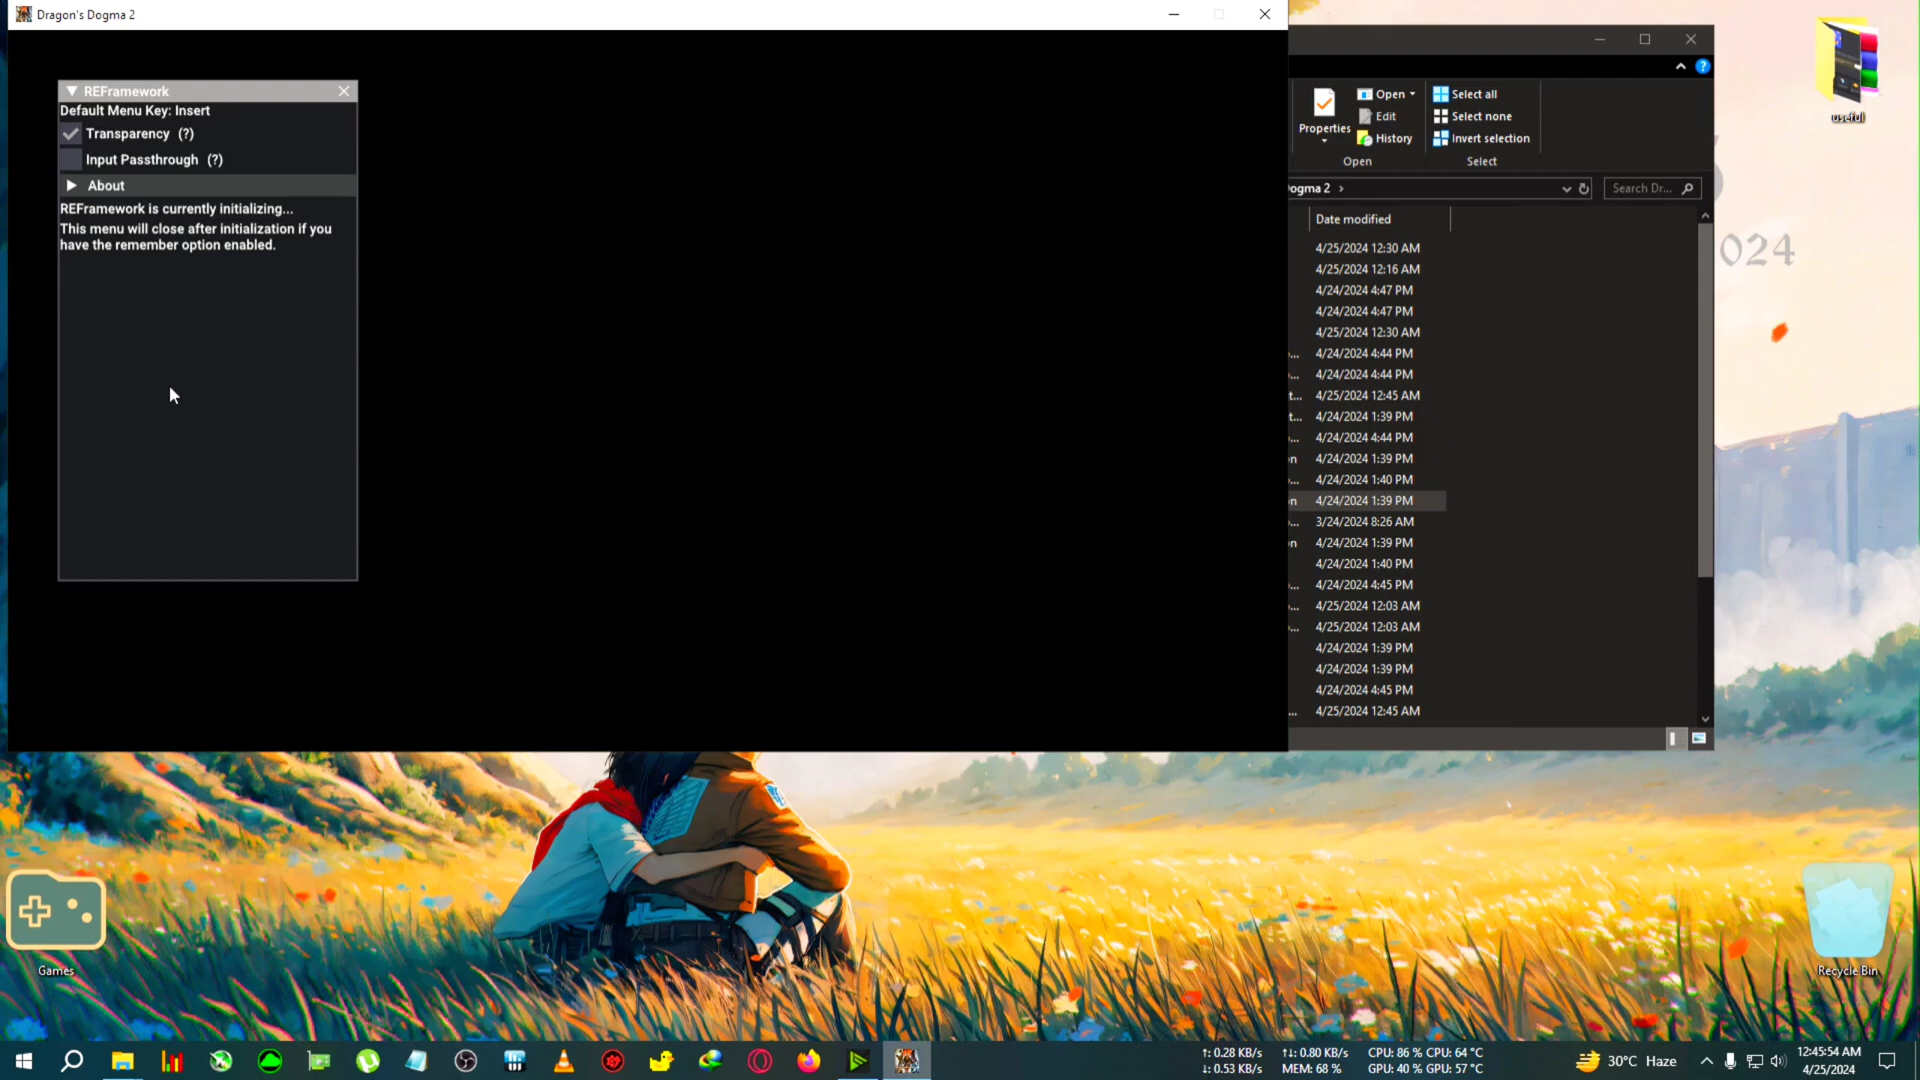 Dragon's Dogma 2
REFramework
Default Menu Key: Insert
Transparency (?)
Input Passthrough (?)
About
REFramework is currently initializing...
This menu will close after initialization if you
have the remember option enabled.
Properties
Open
Edit
History
Open
Select all
Select none
Invert selection
Select
ogma 2
Search Dr...
Date modified
4/25/2024 12:30 AM
4/25/2024 12:16 AM
4/24/2024 4:47 PM
4/24/2024 4:47 PM
4/25/2024 12:30 AM
... 4/24/2024 4:44 PM
... 4/24/2024 4:44 PM
t... 4/25/2024 12:45 AM
t... 4/24/2024 1:39 PM
... 4/24/2024 4:44 PM
n 4/24/2024 1:39 PM
... 4/24/2024 1:40 PM
n 4/24/2024 1:39 PM
... 3/24/2024 8:26 AM
n 4/24/2024 1:39 PM
4/24/2024 1:40 PM
... 4/24/2024 4:45 PM
... 4/25/2024 12:03 AM
... 4/25/2024 12:03 AM
4/24/2024 1:39 PM
4/24/2024 1:39 PM
4/24/2024 4:45 PM
... 4/25/2024 12:45 AM
useful
024
Games
Recycle Bin
↑: 0.28 KB/s
↓: 0.53 KB/s
↑↓: 0.80 KB/s
MEM: 68 %
CPU: 86 % CPU: 64 °C
GPU: 40 % GPU: 57 °C
30°C Haze
12:45:54 AM
4/25/2024